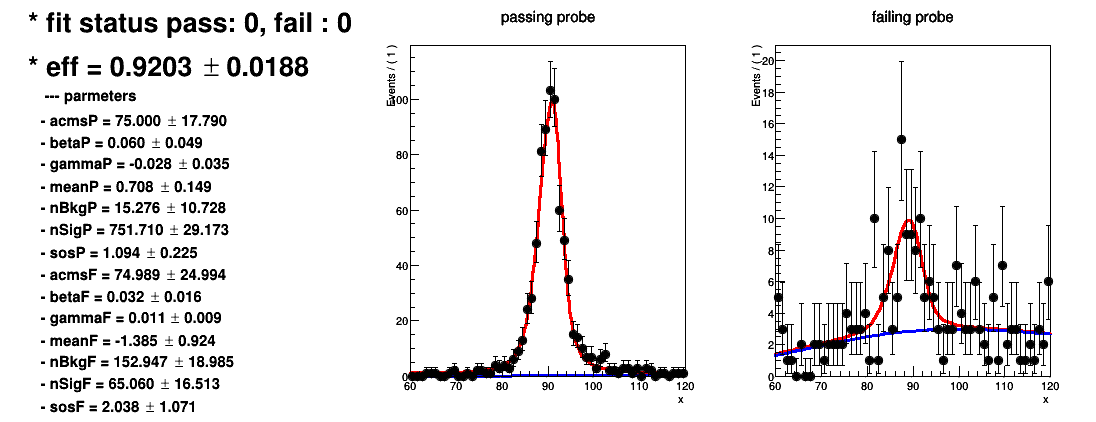 * fit status pass: 0, fail : 0
* eff = 0.9203 ± 0.0188
--- parmeters
- acmsP = 75.000 ± 17.790
- betaP = 0.060 ± 0.049
- gammaP = -0.028 ± 0.035
- meanP = 0.708 ± 0.149
- nBkgP = 15.276 ± 10.728
- nSigP = 751.710 ± 29.173
- sosP = 1.094 ± 0.225
- acmsF = 74.989 ± 24.994
- betaF = 0.032 ± 0.016
- gammaF = 0.011 ± 0.009
- meanF = -1.385 ± 0.924
- nBkgF = 152.947 ± 18.985
- nSigF = 65.060 ± 16.513
- sosF = 2.038 ± 1.071
passing probe
Events / ( 1 )
100
80
60
40
20
0
60 70 80 90 100 110 120
x
failing probe
Events / ( 1 )
20
18
16
14
12
10
8
6
4
2
0
60 70 80 90 100 110 120
x